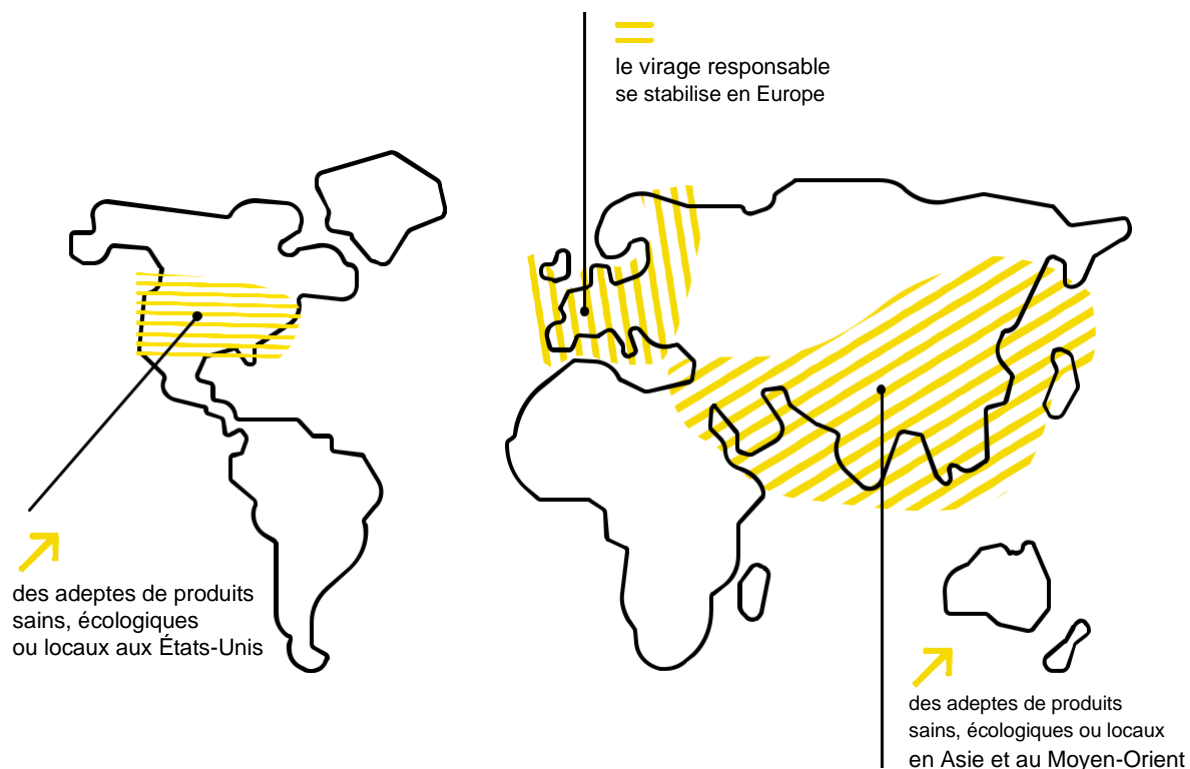 le virage responsable
se stabilise en Europe
des adeptes de produits
sains, écologiques
ou locaux aux États-Unis
des adeptes de produits
sains, écologiques ou locaux
en Asie et au Moyen-Orient